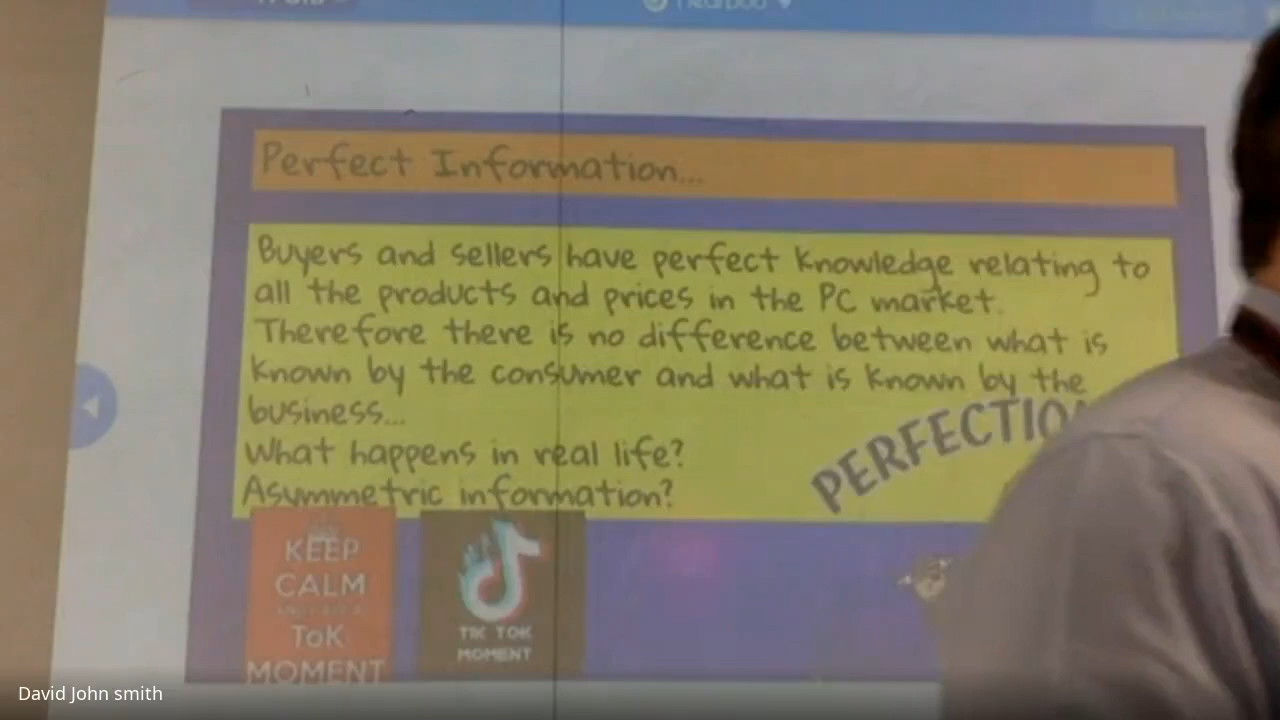 Perfect Information...
Buyers and sellers have perfect knowledge relating to
all the products and prices in the PC market.
Therefore there is no difference between what is
known by the consumer and what is known by the
business...
What happens in real life?
Asymmetric information?
PERFECTIO
KEEP
CALM
ToK
MOMENT
TIK TOK
MOMENT
David John smith